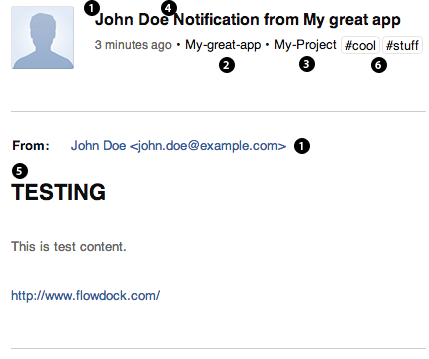 1 4
John Doe Notification from My great app
3 minutes ago • My-great-app • My-Project #cool #stuff
2 3 6
From: John Doe <john.doe@example.com> 1
5
TESTING
This is test content.
http://www.flowdock.com/